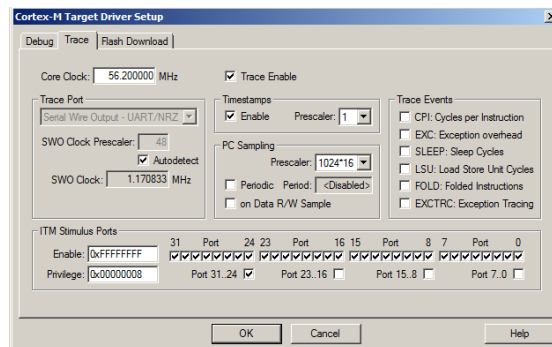 Cortex-M Target Driver Setup
Debug Trace Flash Download
Core Clock: 56.200000 MHz Trace Enable
Trace Port
Serial Wire Output - UART/NRZ
SWO Clock Prescaler: 48
Autodetect
SWO Clock: 1.170833 MHz
Timestamps
Enable Prescaler: 1
PC Sampling
Prescaler: 1024*16
Periodic Period: <Disabled>
on Data R/W Sample
Trace Events
CPI: Cycles per Instruction
EXC: Exception overhead
SLEEP: Sleep Cycles
LSU: Load Store Unit Cycles
FOLD: Folded Instructions
EXCTRC: Exception Tracing
ITM Stimulus Ports
31 Port 24 23 Port 16 15 Port 8 7 Port 0
Enable: 0xFFFFFFFF
Privilege: 0x00000008 Port 31..24 Port 23..16 Port 15..8 Port 7..0
OK Cancel Help